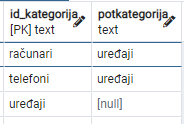 id_kategorija potkategorija
[PK] text text
računari uređaji
telefoni uređaji
uređaji [null]